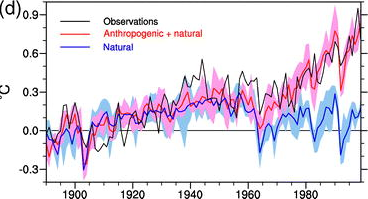 (d)
Observations
Anthropogenic + natural
Natural
°C
0.9
0.6
0.3
0.0
-0.3
1900 1920 1940 1960 1980